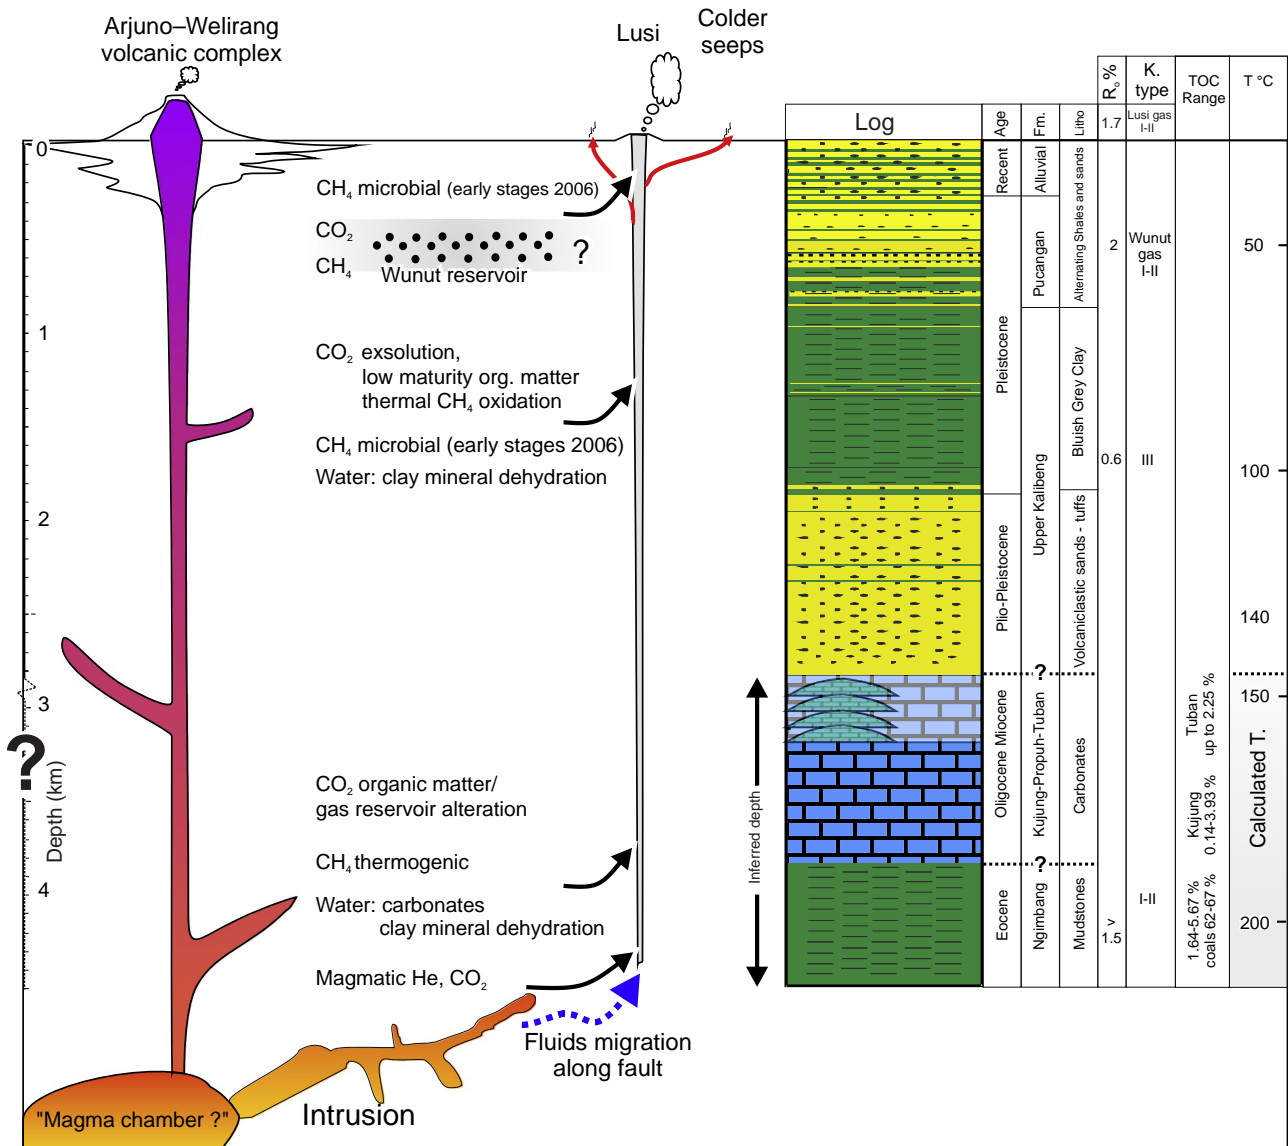 Arjuno–Welirang
volcanic complex
Lusi
Colder
seeps
0
1
2
3
4
?
Depth (km)
CH₄ microbial (early stages 2006)
CO₂
CH₄
Wunut reservoir
?
CO₂ exsolution,
low maturity org. matter
thermal CH₄ oxidation
CH₄ microbial (early stages 2006)
Water: clay mineral dehydration
CO₂ organic matter/
gas reservoir alteration
CH₄ thermogenic
Water: carbonates
clay mineral dehydration
Magmatic He, CO₂
Fluids migration
along fault
Intrusion
"Magma chamber ?"
Inferred depth
Log
Age
Recent
Pleistocene
Plio-Pleistocene
Oligocene Miocene
Eocene
Fm.
Alluvial
Pucangan
Upper Kalibeng
?
Kujung-Propuh-Tuban
?
Ngimbang
Litho
Alternating Shales and sands
Bluish Grey Clay
Volcaniclastic sands - tuffs
Carbonates
Mudstones
Rₒ%
1.7
2
0.6
v
1.5
K.
type
Lusi gas
I-II
Wunut
gas
I-II
III
I-II
TOC
Range
Tuban
up to 2.25 %
Kujung
0.14-3.93 %
1.64-5.67 %
coals 62-67 %
T °C
50
100
140
150
Calculated T.
200